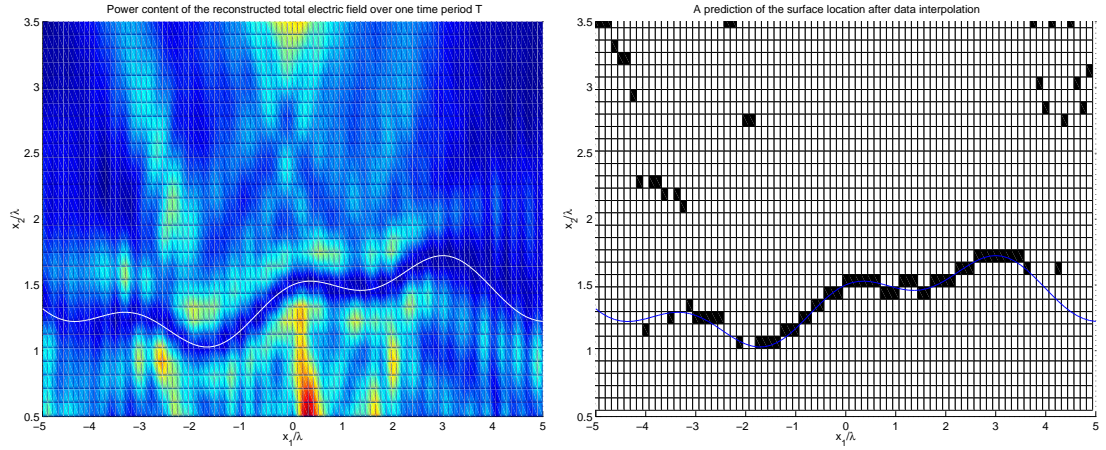 Power content of the reconstructed total electric field over one time period T
3.5
3
2.5
2
1.5
1
0.5
x₂/λ
−5 −4 −3 −2 −1 0 1 2 3 4 5
x₁/λ
A prediction of the surface location after data interpolation
3.5
3
2.5
2
1.5
1
0.5
x₂/λ
−5 −4 −3 −2 −1 0 1 2 3 4 5
x₁/λ